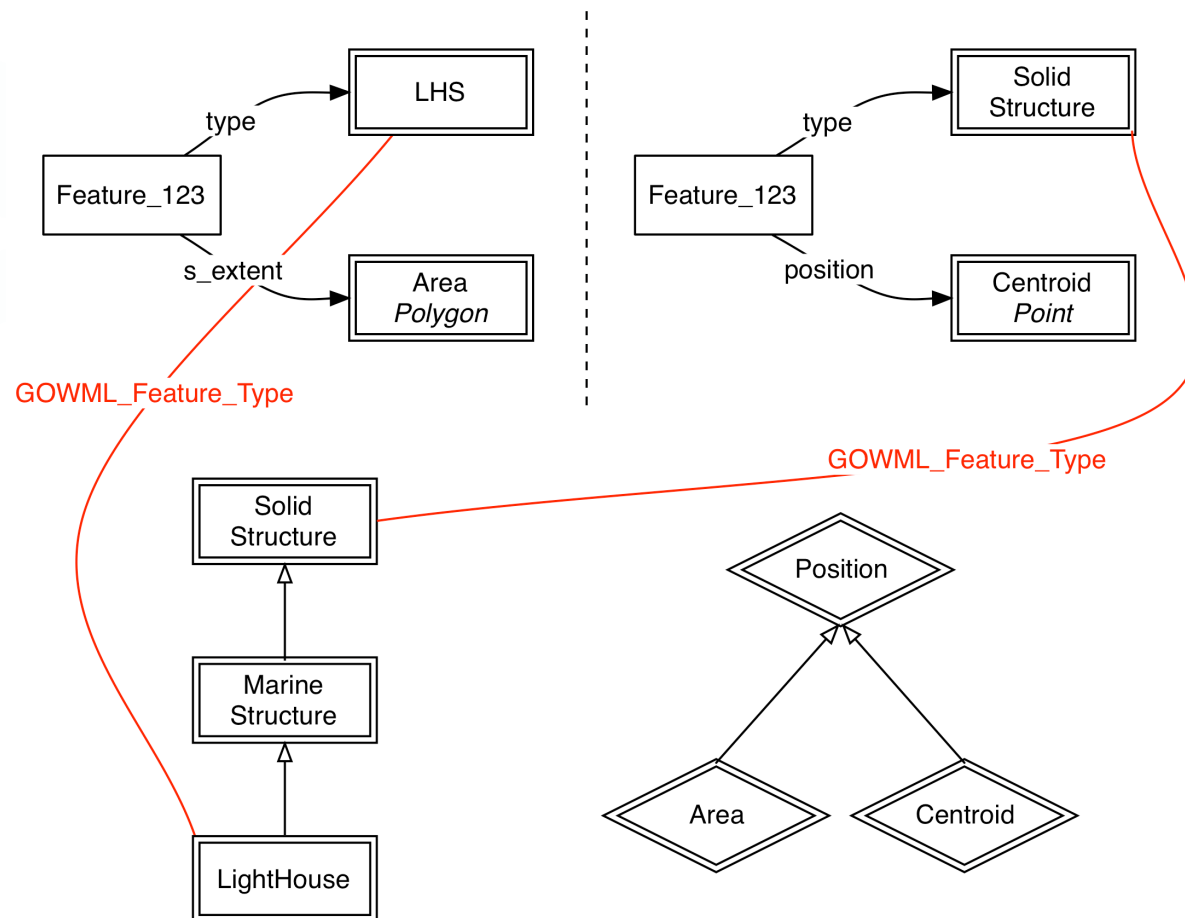 LHS
type
Feature_123
s_extent
Area
Polygon
GOWML_Feature_Type
Solid
Structure
type
Feature_123
position
Centroid
Point
GOWML_Feature_Type
Solid
Structure
Marine
Structure
LightHouse
Position
Area
Centroid